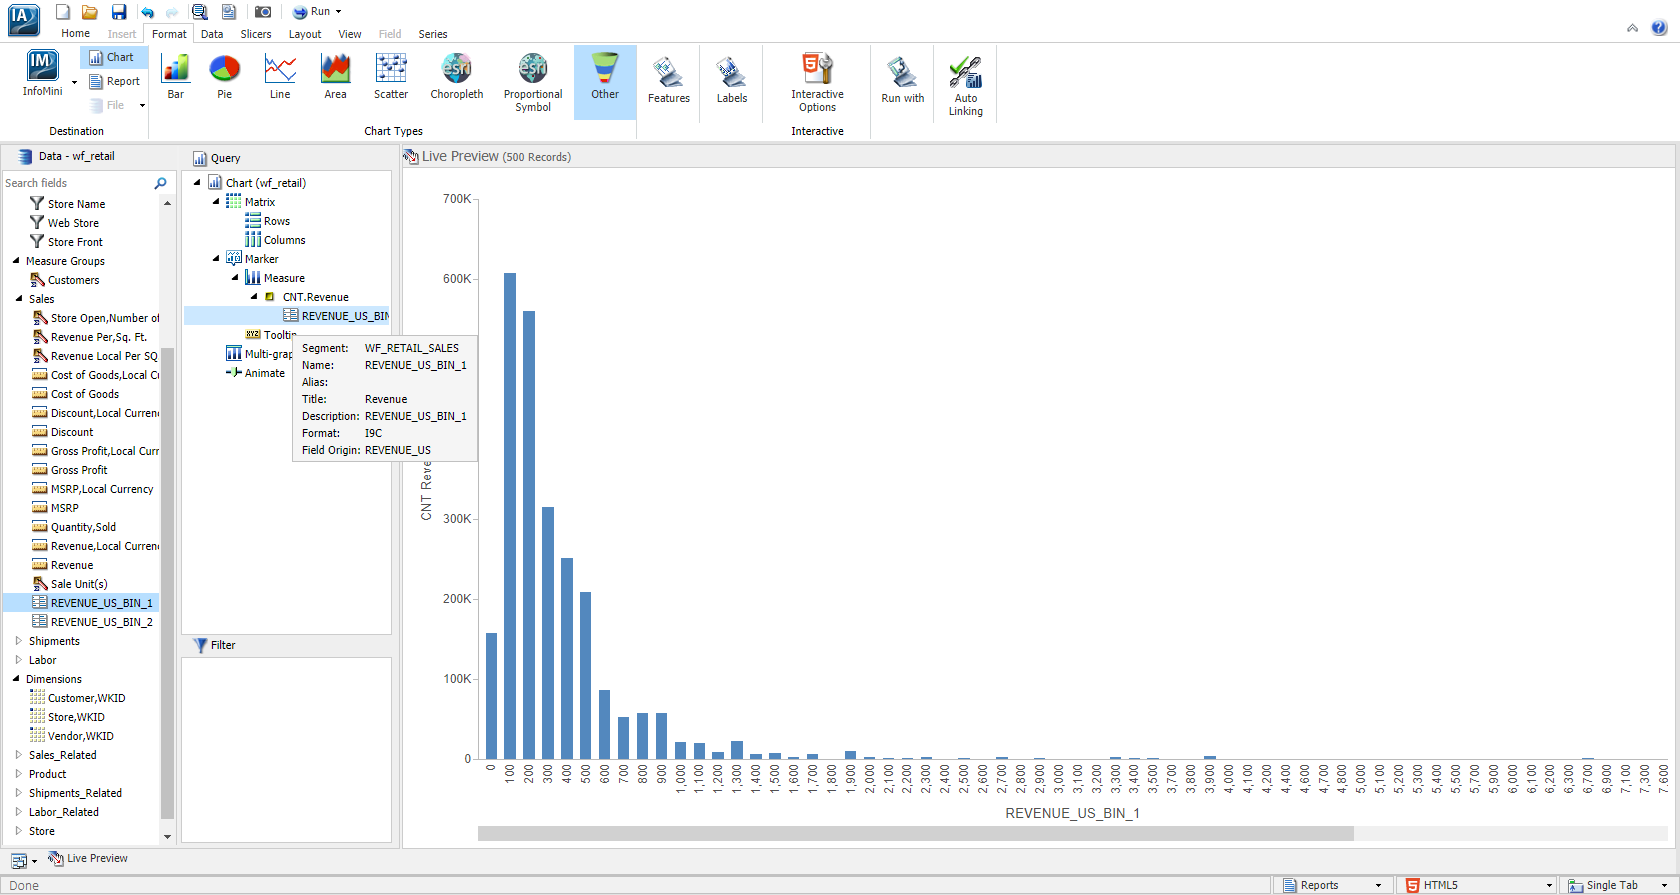 IA
Run
Home Insert Format Data Slicers Layout View Field Series
IM
InfoMini
Chart
Report
File
Destination
Bar
Pie
Line
Area
Scatter
esri
Choropleth
esri
Proportional
Symbol
Other
Chart Types
Features
Labels
5
Interactive
Options
Interactive
Run with
Auto
Linking
Data - wf_retail
Search fields
Store Name
Web Store
Store Front
Measure Groups
Customers
Sales
Store Open,Number of
Revenue Per,Sq. Ft.
Revenue Local Per SQ
Cost of Goods,Local C
Cost of Goods
Discount,Local Curren
Discount
Gross Profit,Local Curr
Gross Profit
MSRP,Local Currency
MSRP
Quantity,Sold
Revenue,Local Curren
Revenue
Sale Unit(s)
REVENUE_US_BIN_1
REVENUE_US_BIN_2
Shipments
Labor
Dimensions
Customer,WKID
Store,WKID
Vendor,WKID
Sales_Related
Product
Shipments_Related
Labor_Related
Store
Query
Chart (wf_retail)
Matrix
Rows
Columns
Marker
Measure
CNT.Revenue
REVENUE_US_BIN
XYZ Tooltip
Multi-grap
Animate
Segment: WF_RETAIL_SALES
Name: REVENUE_US_BIN_1
Alias:
Title: Revenue
Description: REVENUE_US_BIN_1
Format: I9C
Field Origin: REVENUE_US
Filter
Live Preview (500 Records)
700K
600K
300K
200K
100K
0
CNT Reve
0 100 200 300 400 500 600 700 800 900 1,000 1,100 1,200 1,300 1,400 1,500 1,600 1,700 1,800 1,900 2,000 2,100 2,200 2,300 2,400 2,500 2,600 2,700 2,800 2,900 3,000 3,100 3,200 3,300 3,400 3,500 3,700 3,800 3,900 4,000 4,100 4,200 4,400 4,600 4,700 4,800 5,000 5,100 5,200 5,300 5,400 5,500 5,700 5,800 5,900 6,000 6,100 6,200 6,300 6,700 6,900 7,100 7,300 7,600
REVENUE_US_BIN_1
Live Preview
Done
Reports
HTML5
Single Tab